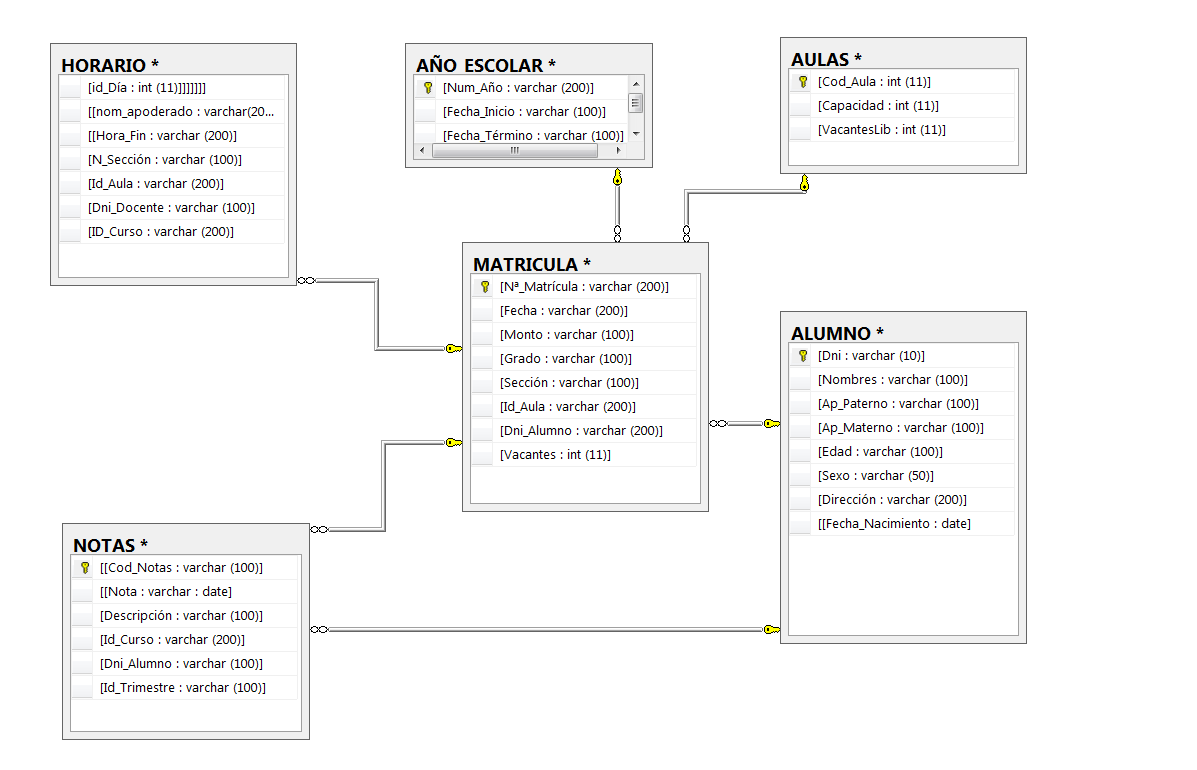 HORARIO *
[id_Día : int (11)]]]]]]]]
[[nom_apoderado : varchar(20...
[[Hora_Fin : varchar (200)]
[N_Sección : varchar (100)]
[Id_Aula : varchar (200)]
[Dni_Docente : varchar (100)]
[ID_Curso : varchar (200)]
AÑO ESCOLAR *
[Num_Año : varchar (200)]
[Fecha_Inicio : varchar (100)]
[Fecha_Término : varchar (100)]
AULAS *
[Cod_Aula : int (11)]
[Capacidad : int (11)]
[VacantesLib : int (11)]
MATRICULA *
[Nª_Matrícula : varchar (200)]
[Fecha : varchar (200)]
[Monto : varchar (100)]
[Grado : varchar (100)]
[Sección : varchar (100)]
[Id_Aula : varchar (200)]
[Dni_Alumno : varchar (200)]
[Vacantes : int (11)]
ALUMNO *
[Dni : varchar (10)]
[Nombres : varchar (100)]
[Ap_Paterno : varchar (100)]
[Ap_Materno : varchar (100)]
[Edad : varchar (100)]
[Sexo : varchar (50)]
[Dirección : varchar (200)]
[[Fecha_Nacimiento : date]
NOTAS *
[[Cod_Notas : varchar (100)]
[[Nota : varchar : date]
[Descripción : varchar (100)]
[Id_Curso : varchar (200)]
[Dni_Alumno : varchar (100)]
[Id_Trimestre : varchar (100)]